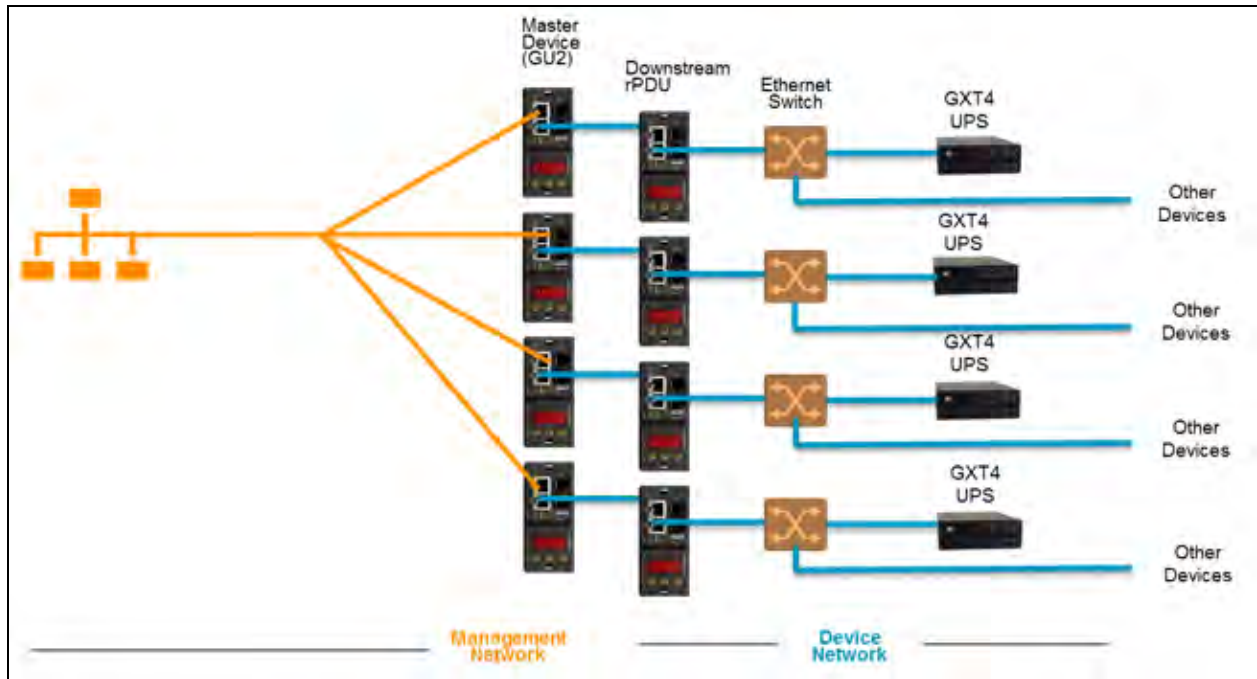 Master
Device
(GU2)
Downstream
rPDU
Ethernet
Switch
GXT4
UPS
Other
Devices
GXT4
UPS
Other
Devices
GXT4
UPS
Other
Devices
GXT4
UPS
Other
Devices
Management
Network
Device
Network